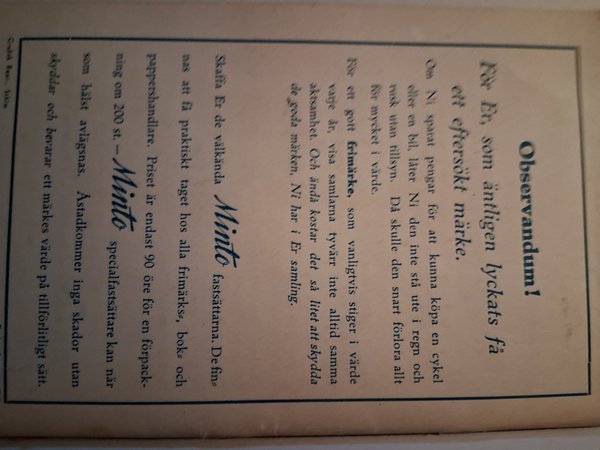 Observandum!
För Er, som äntligen lyckats få
ett eftersökt märke.
Om Ni sparat pengar för att kunna köpa en cykel
eller en bil, låter Ni den inte stå ute i regn och
rusk utan tillsyn. Då skulle den snart förlora allt
för mycket i värde.
För ett gott frimärke, som vanligtvis stiger i värde
varje år, visa samlarna tyvärr inte alltid samma
aktsamhet. Och ändå kostar det så litet att skydda
de goda märken, Ni har i Er samling.
Skaffa Er de välkända Minto fastsättarna. De fin-
nas att få praktiskt taget hos alla frimärks-, bok- och
pappershandlare. Priset är endast 90 öre för en förpack-
ning om 200 st. — Minto specialfastsättare kan när
som hälst avlägsnas. Åstadkommer inga skador utan
skyddar och bevarar ett märkes värde på tillförlitligt sätt.